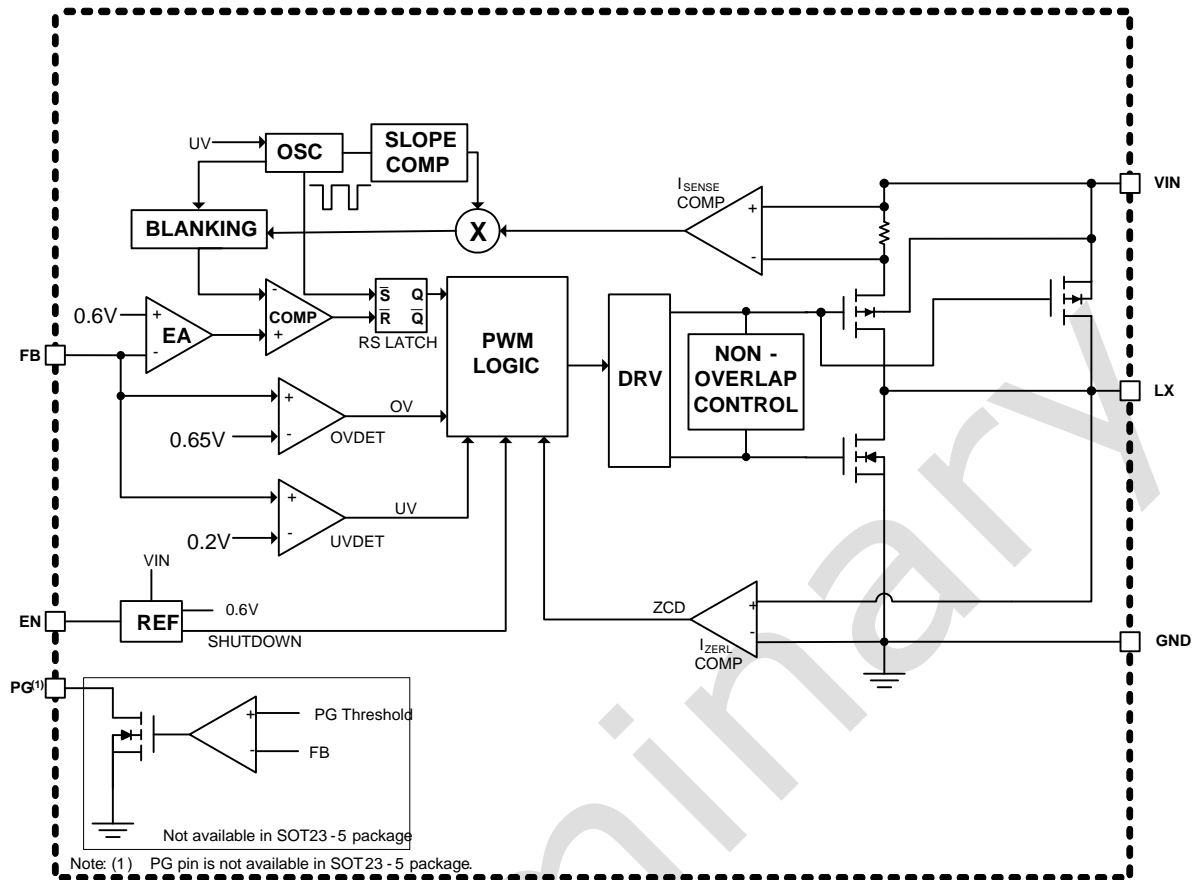 UV
OSC
SLOPE
COMP
I SENSE
COMP
+
-
VIN
BLANKING
X
0.6V
+
-
EA
-
+
COMP
S̅ Q
R̅ Q̅
RS LATCH
FB
PWM
LOGIC
DRV
NON -
OVERLAP
CONTROL
LX
+
-
0.65V
OV
OVDET
+
-
0.2V
UV
UVDET
VIN
EN
REF
0.6V
SHUTDOWN
ZCD
+
-
I ZERL
COMP
GND
PG(1)
+
-
PG Threshold
FB
Not available in SOT23 - 5 package
Note: (1) PG pin is not available in SOT23 - 5 package.
minary